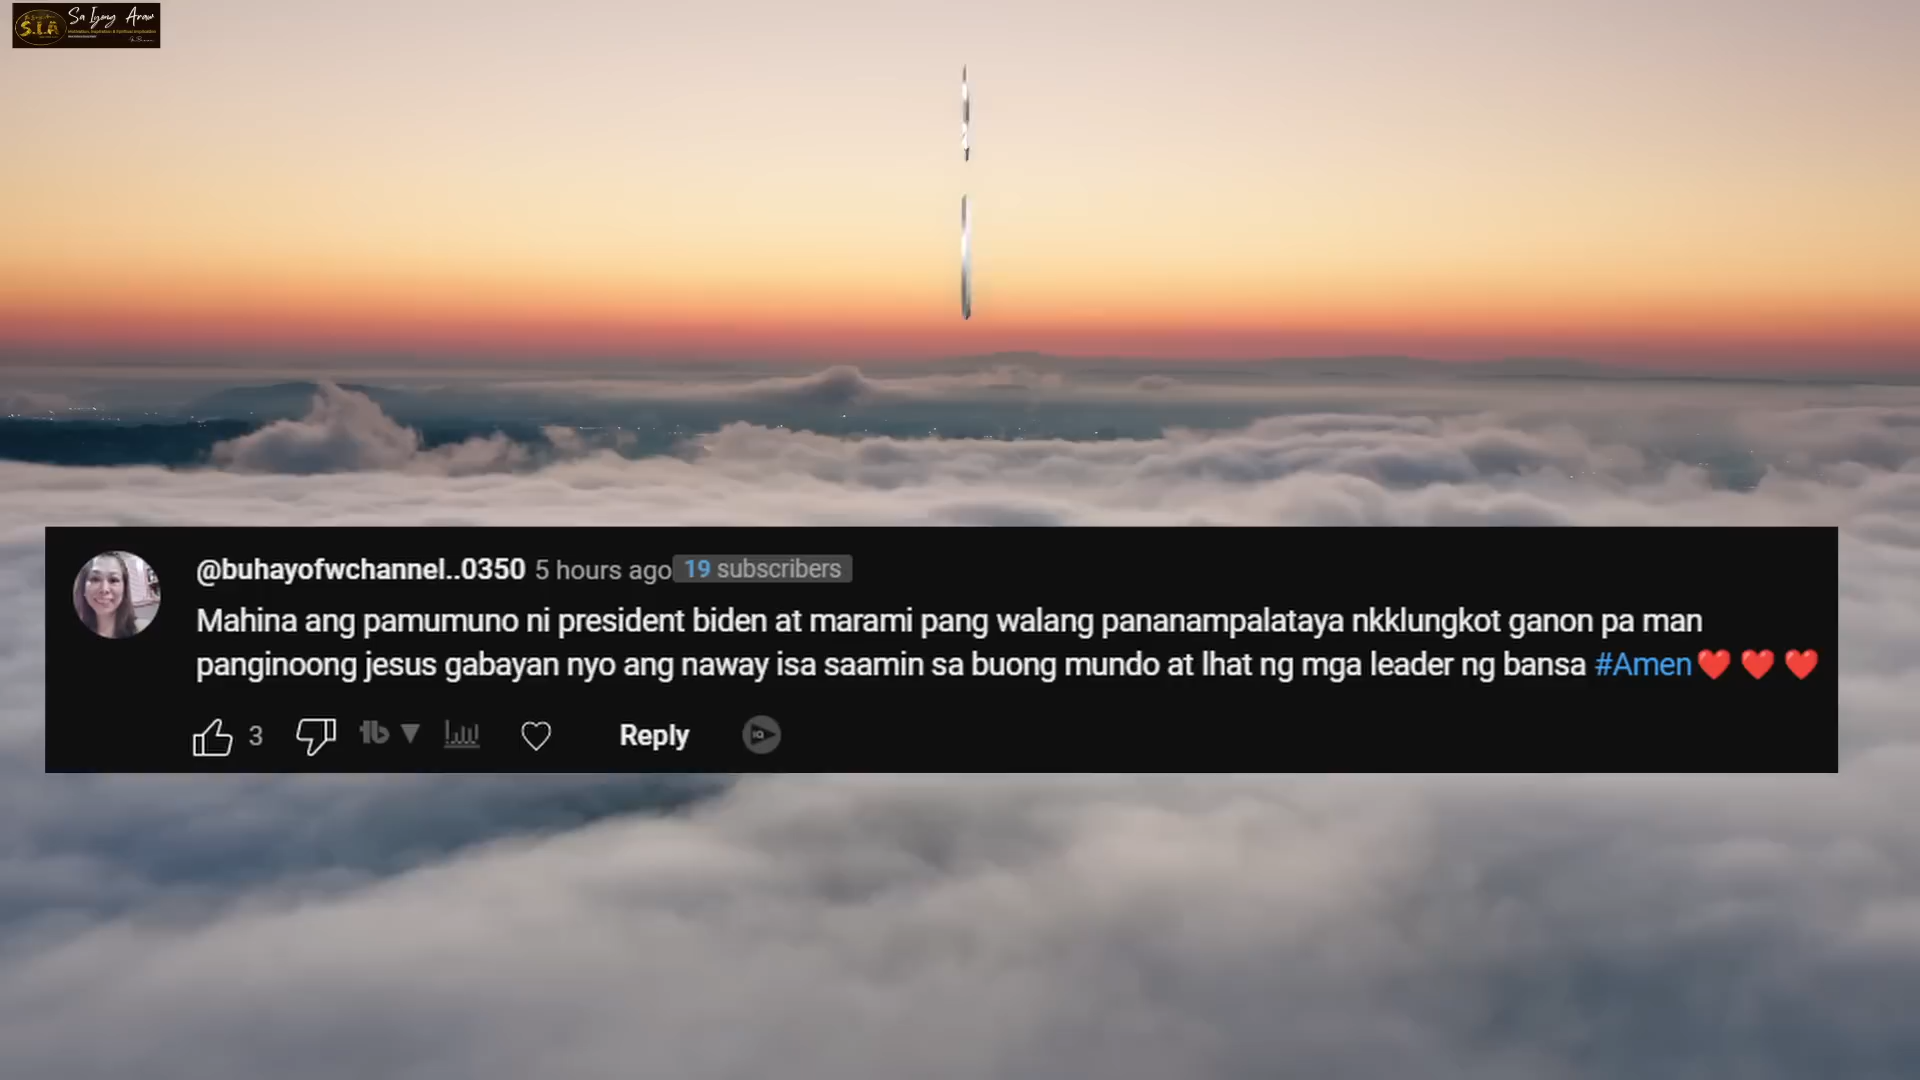 Sa Iyong Araw
S.I.A
@buhayofwchannel..0350 5 hours ago 19 subscribers
Mahina ang pamumuno ni president biden at marami pang walang pananampalataya nkklungkot ganon pa man
panginoong jesus gabayan nyo ang naway isa saamin sa buong mundo at lhat ng mga leader ng bansa #Amen❤️❤️❤️
3
Reply